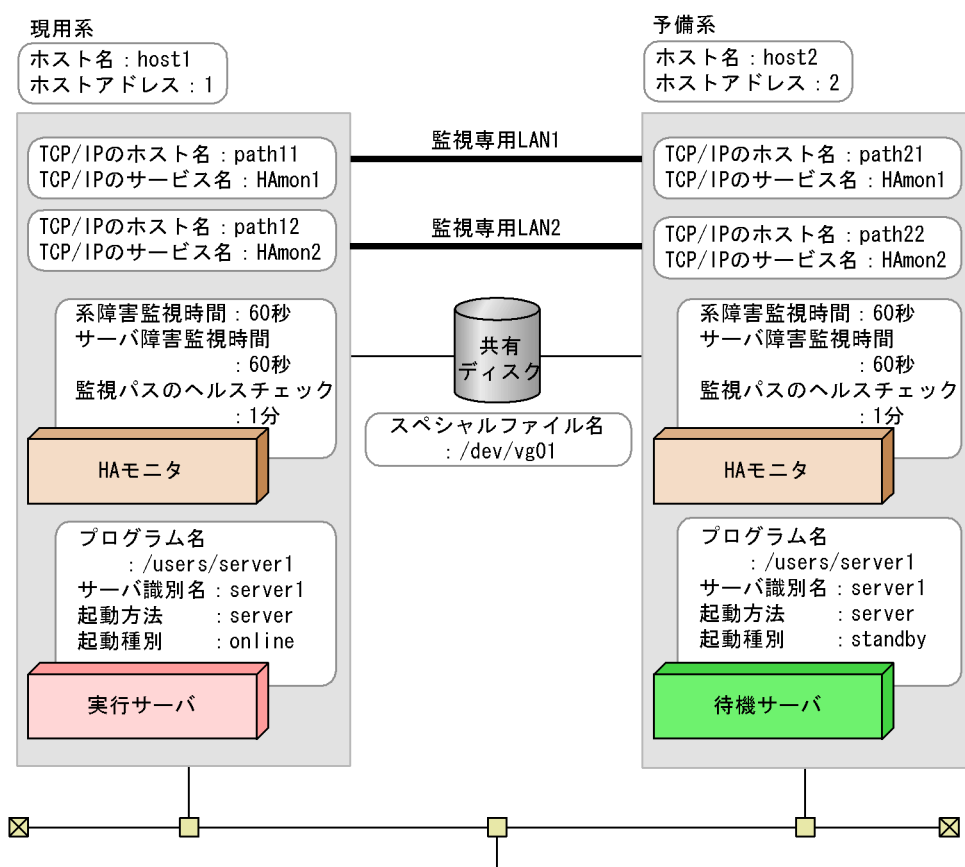 現用系
ホスト名：host1
ホストアドレス：1
予備系
ホスト名：host2
ホストアドレス：2
TCP/IPのホスト名：path11
TCP/IPのサービス名：HAmon1
監視専用LAN1
TCP/IPのホスト名：path21
TCP/IPのサービス名：HAmon1
TCP/IPのホスト名：path12
TCP/IPのサービス名：HAmon2
監視専用LAN2
TCP/IPのホスト名：path22
TCP/IPのサービス名：HAmon2
系障害監視時間：60秒
サーバ障害監視時間
：60秒
監視パスのヘルスチェック
：1分
HAモニタ
共有
ディスク
スペシャルファイル名
：/dev/vg01
系障害監視時間：60秒
サーバ障害監視時間
：60秒
監視パスのヘルスチェック
：1分
HAモニタ
プログラム名
：/users/server1
サーバ識別名：server1
起動方法　　：server
起動種別　　：online
実行サーバ
プログラム名
：/users/server1
サーバ識別名：server1
起動方法　　：server
起動種別　　：standby
待機サーバ